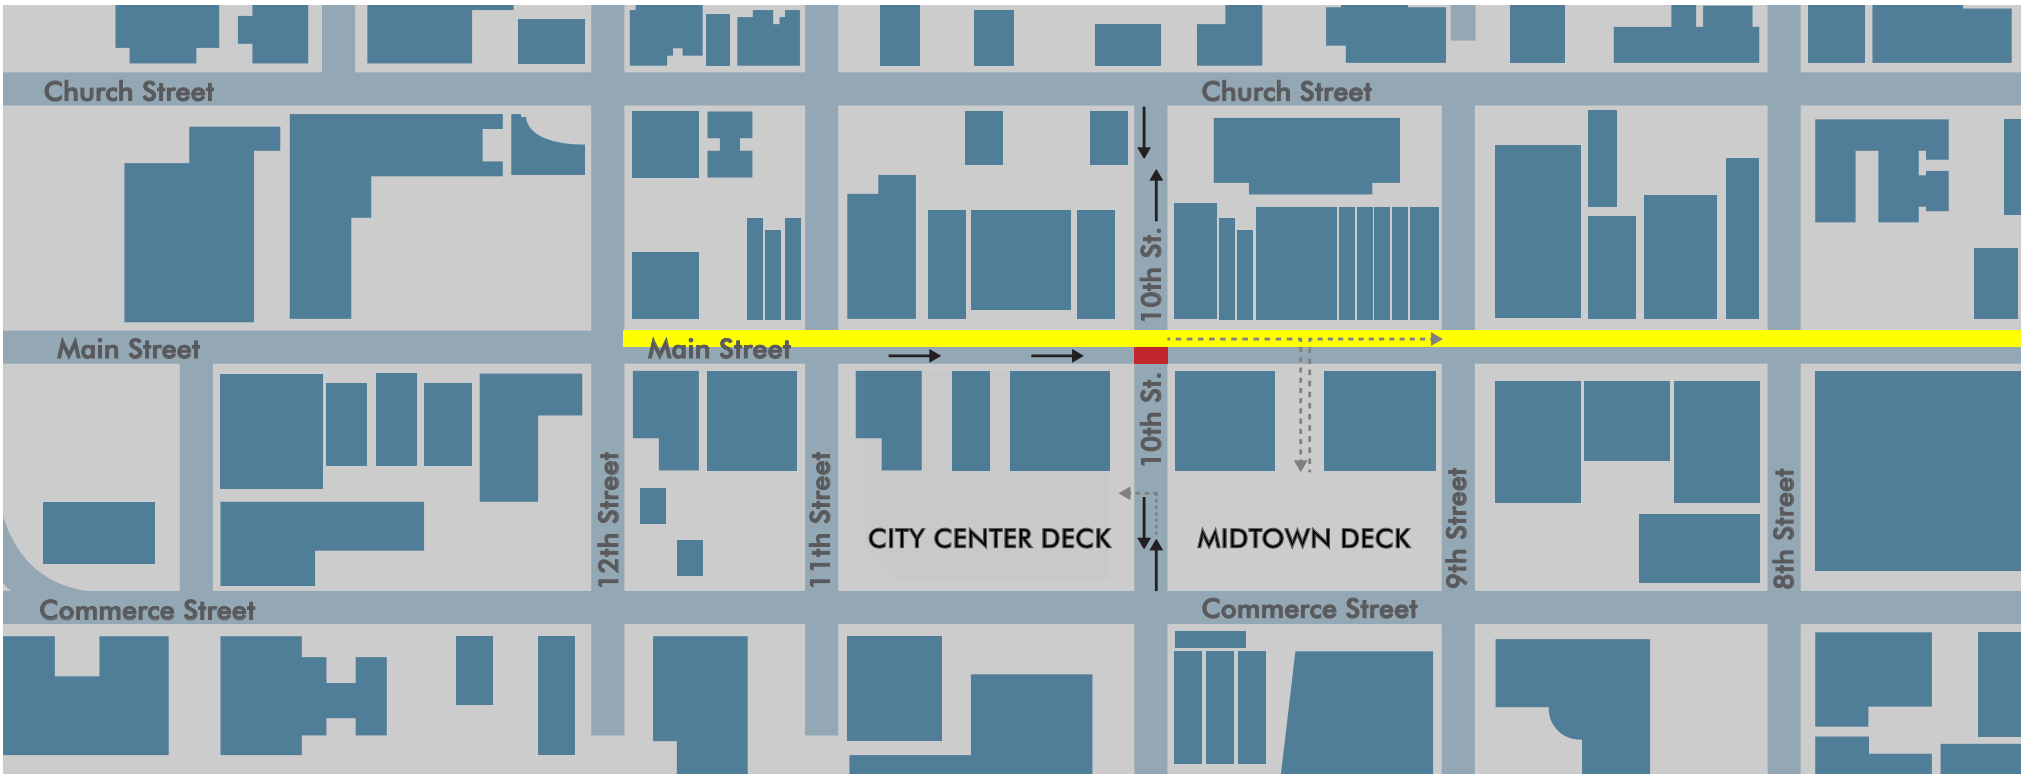 Church Street
Church Street
10th St.
Main Street
Main Street
10th St.
12th Street
11th Street
9th Street
8th Street
CITY CENTER DECK
MIDTOWN DECK
Commerce Street
Commerce Street